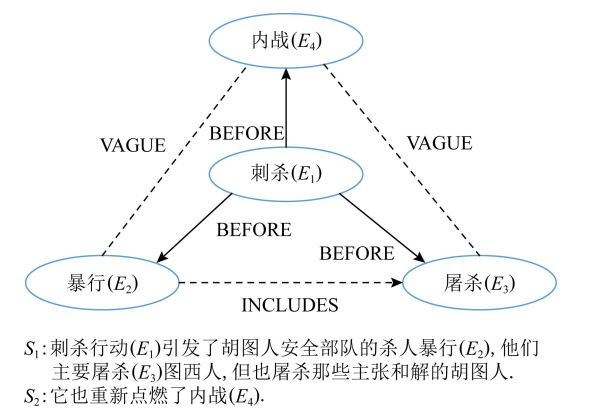 内战(E₄)
VAGUE
BEFORE
VAGUE
刺杀(E₁)
BEFORE
BEFORE
暴行(E₂)
屠杀(E₃)
INCLUDES
S₁:刺杀行动(E₁)引发了胡图人安全部队的杀人暴行(E₂),他们
主要屠杀(E₃)图西人,但也屠杀那些主张和解的胡图人.
S₂:它也重新点燃了内战(E₄).